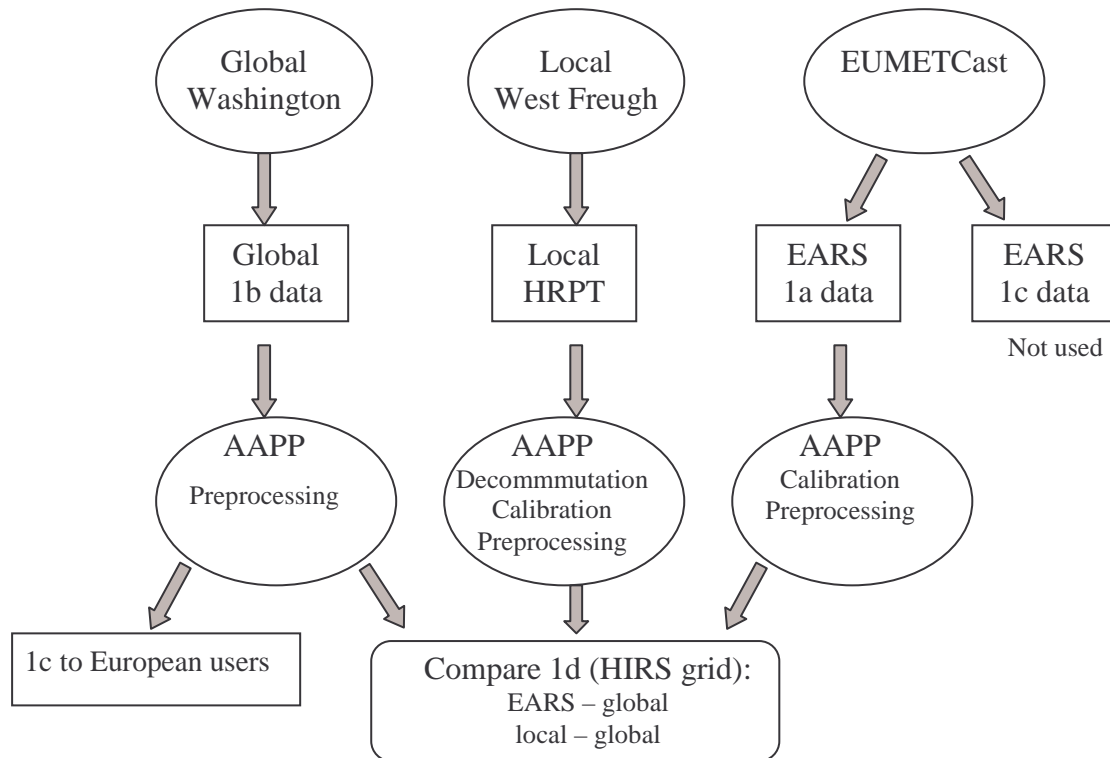 Global
Washington
Local
West Freugh
EUMETCast
Global
1b data
Local
HRPT
EARS
1a data
EARS
1c data
Not used
AAPP
Preprocessing
AAPP
Decommmutation
Calibration
Preprocessing
AAPP
Calibration
Preprocessing
1c to European users
Compare 1d (HIRS grid):
EARS – global
local – global